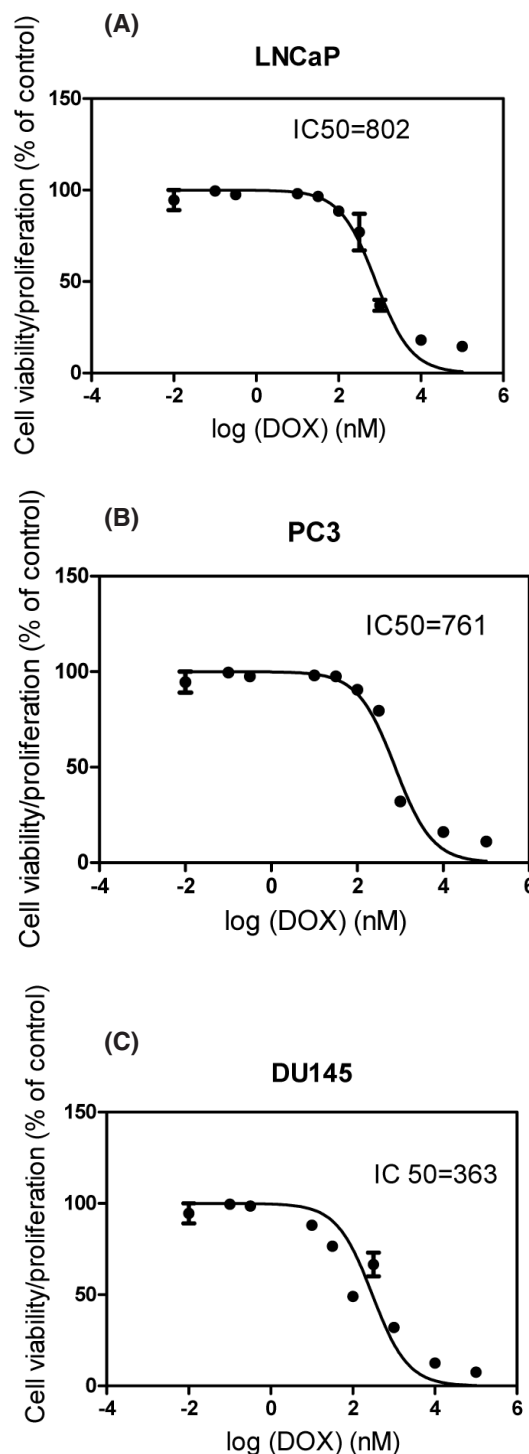 (A)
LNCaP
Cell viability/proliferation (% of control)
150
100
50
0
IC50=802
-4 -2 0 2 4 6
log (DOX) (nM)
(B)
PC3
Cell viability/proliferation (% of control)
150
100
50
0
IC50=761
-4 -2 0 2 4 6
log (DOX) (nM)
(C)
DU145
Cell viability/proliferation (% of control)
150
100
50
0
IC 50=363
-4 -2 0 2 4 6
log (DOX) (nM)